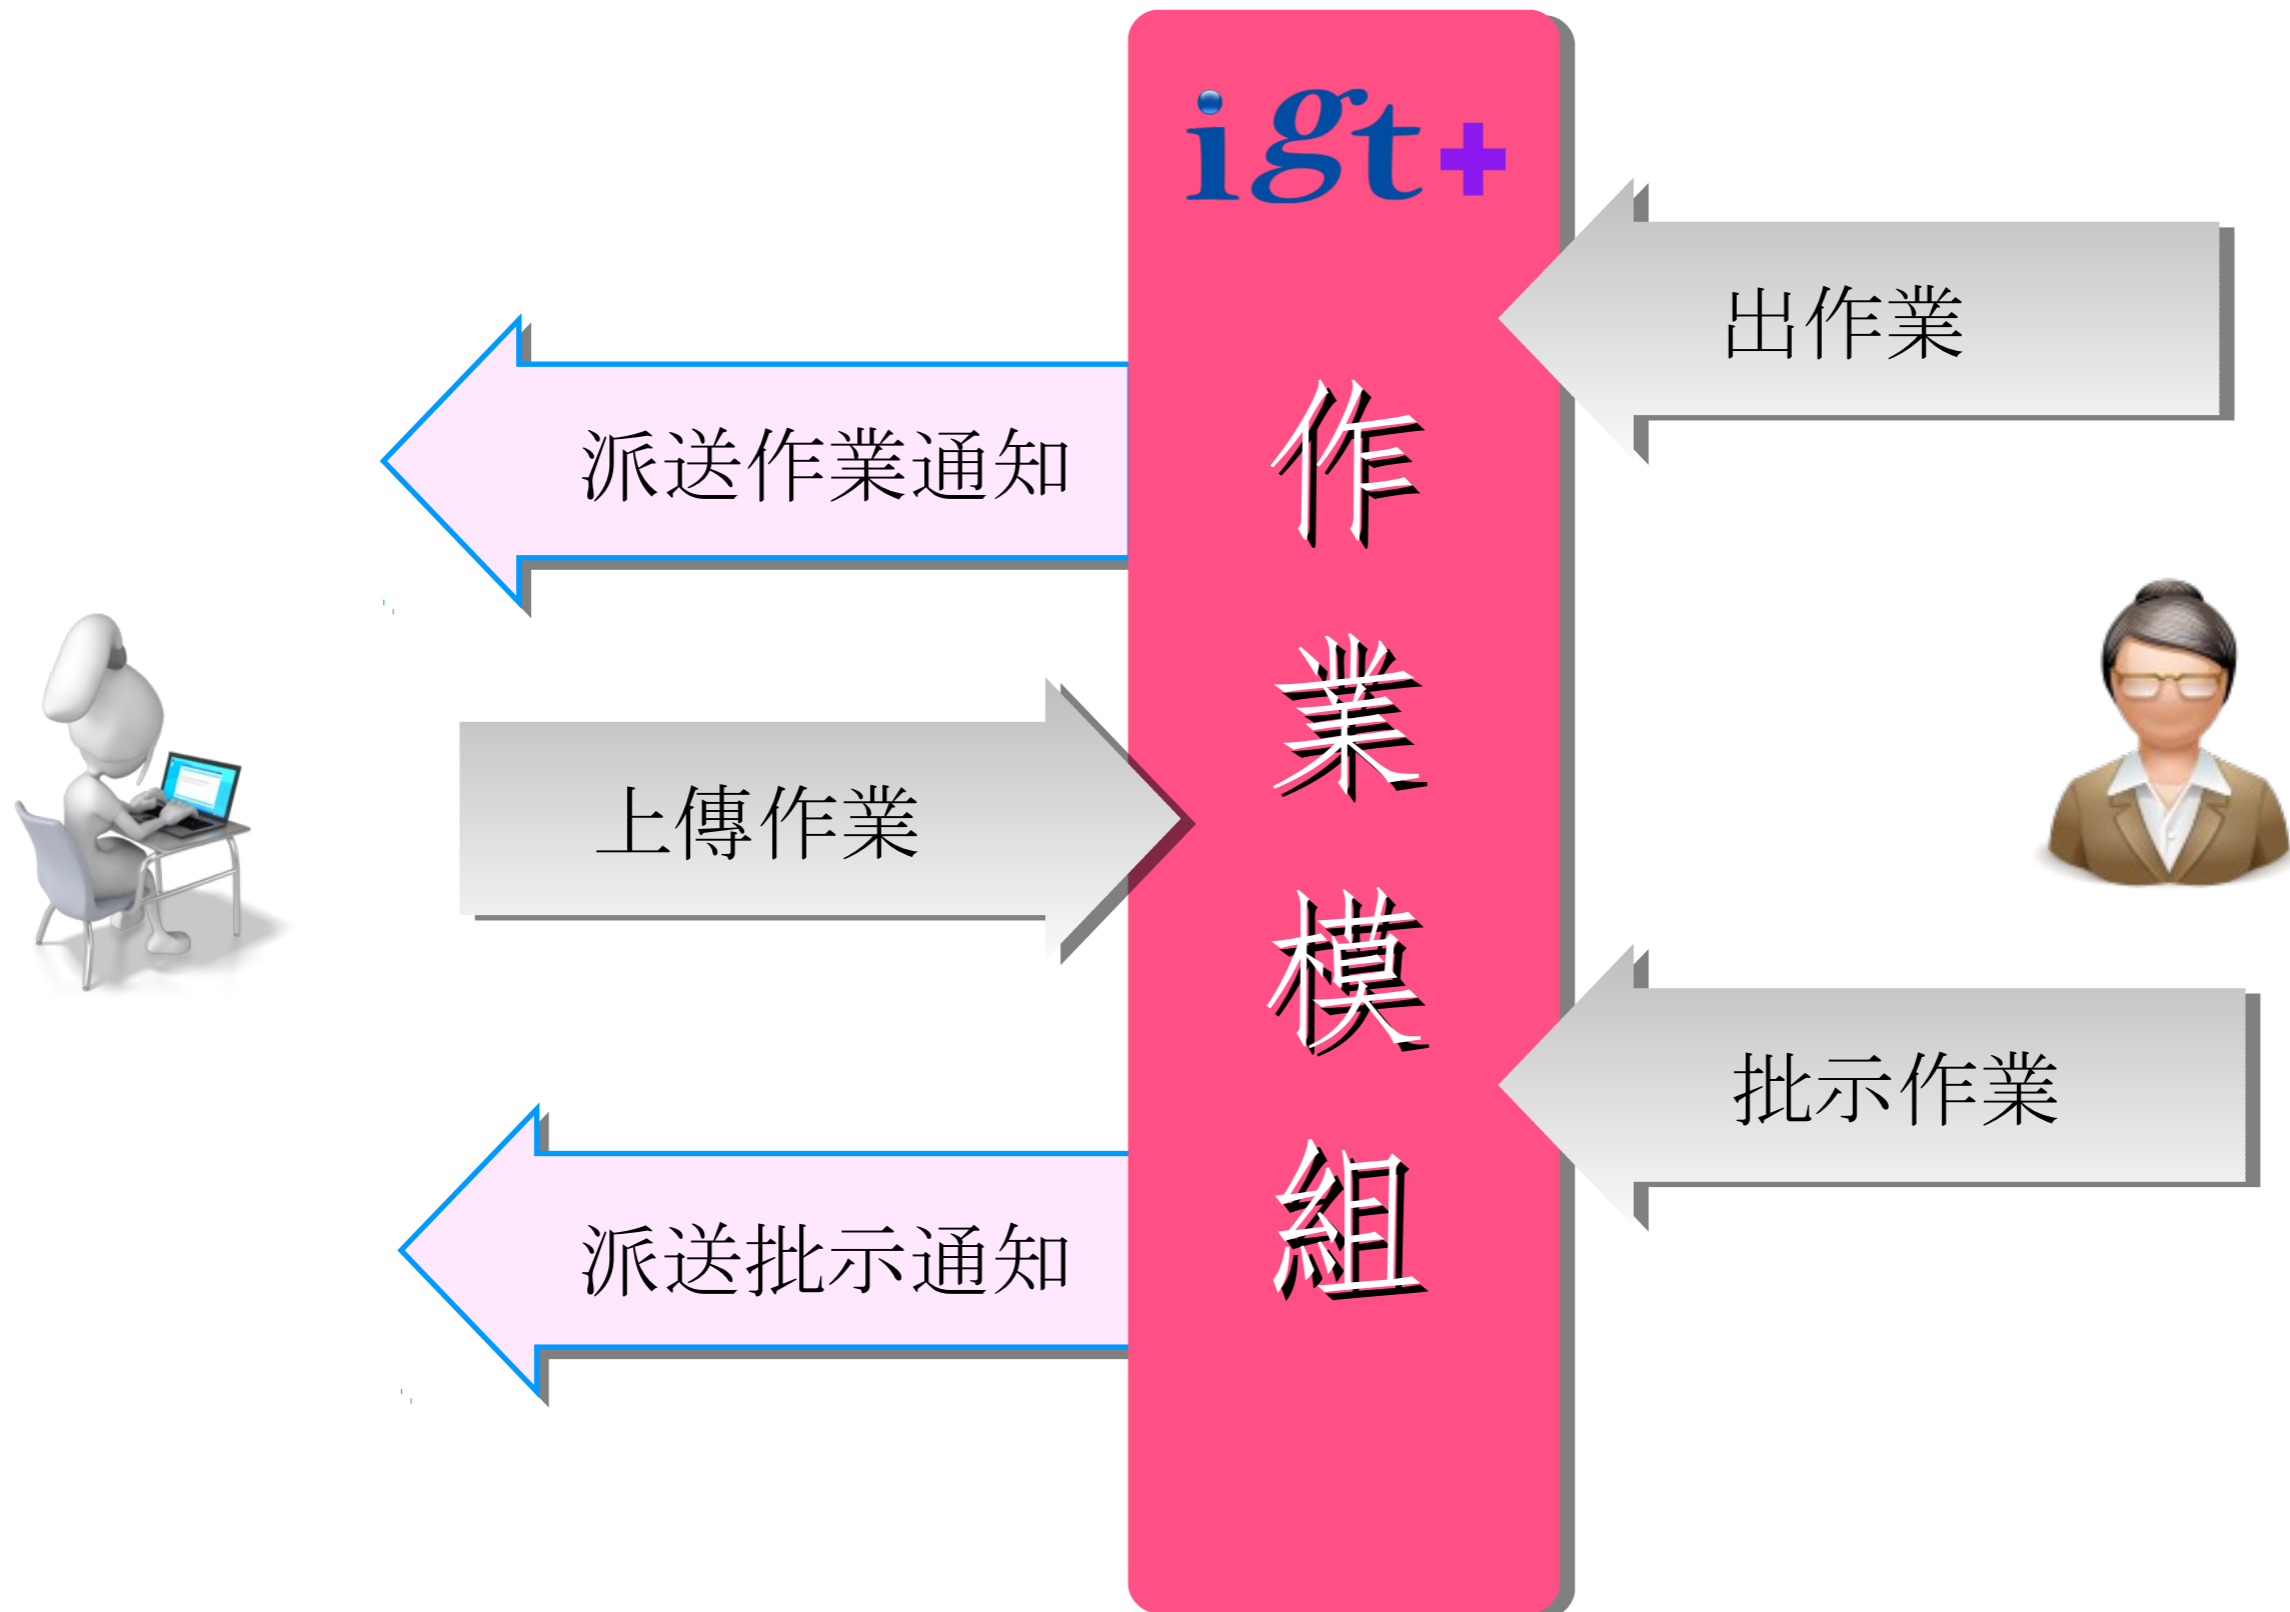 igt+
出作業
派送作業通知
作業模組
上傳作業
批示作業
派送批示通知